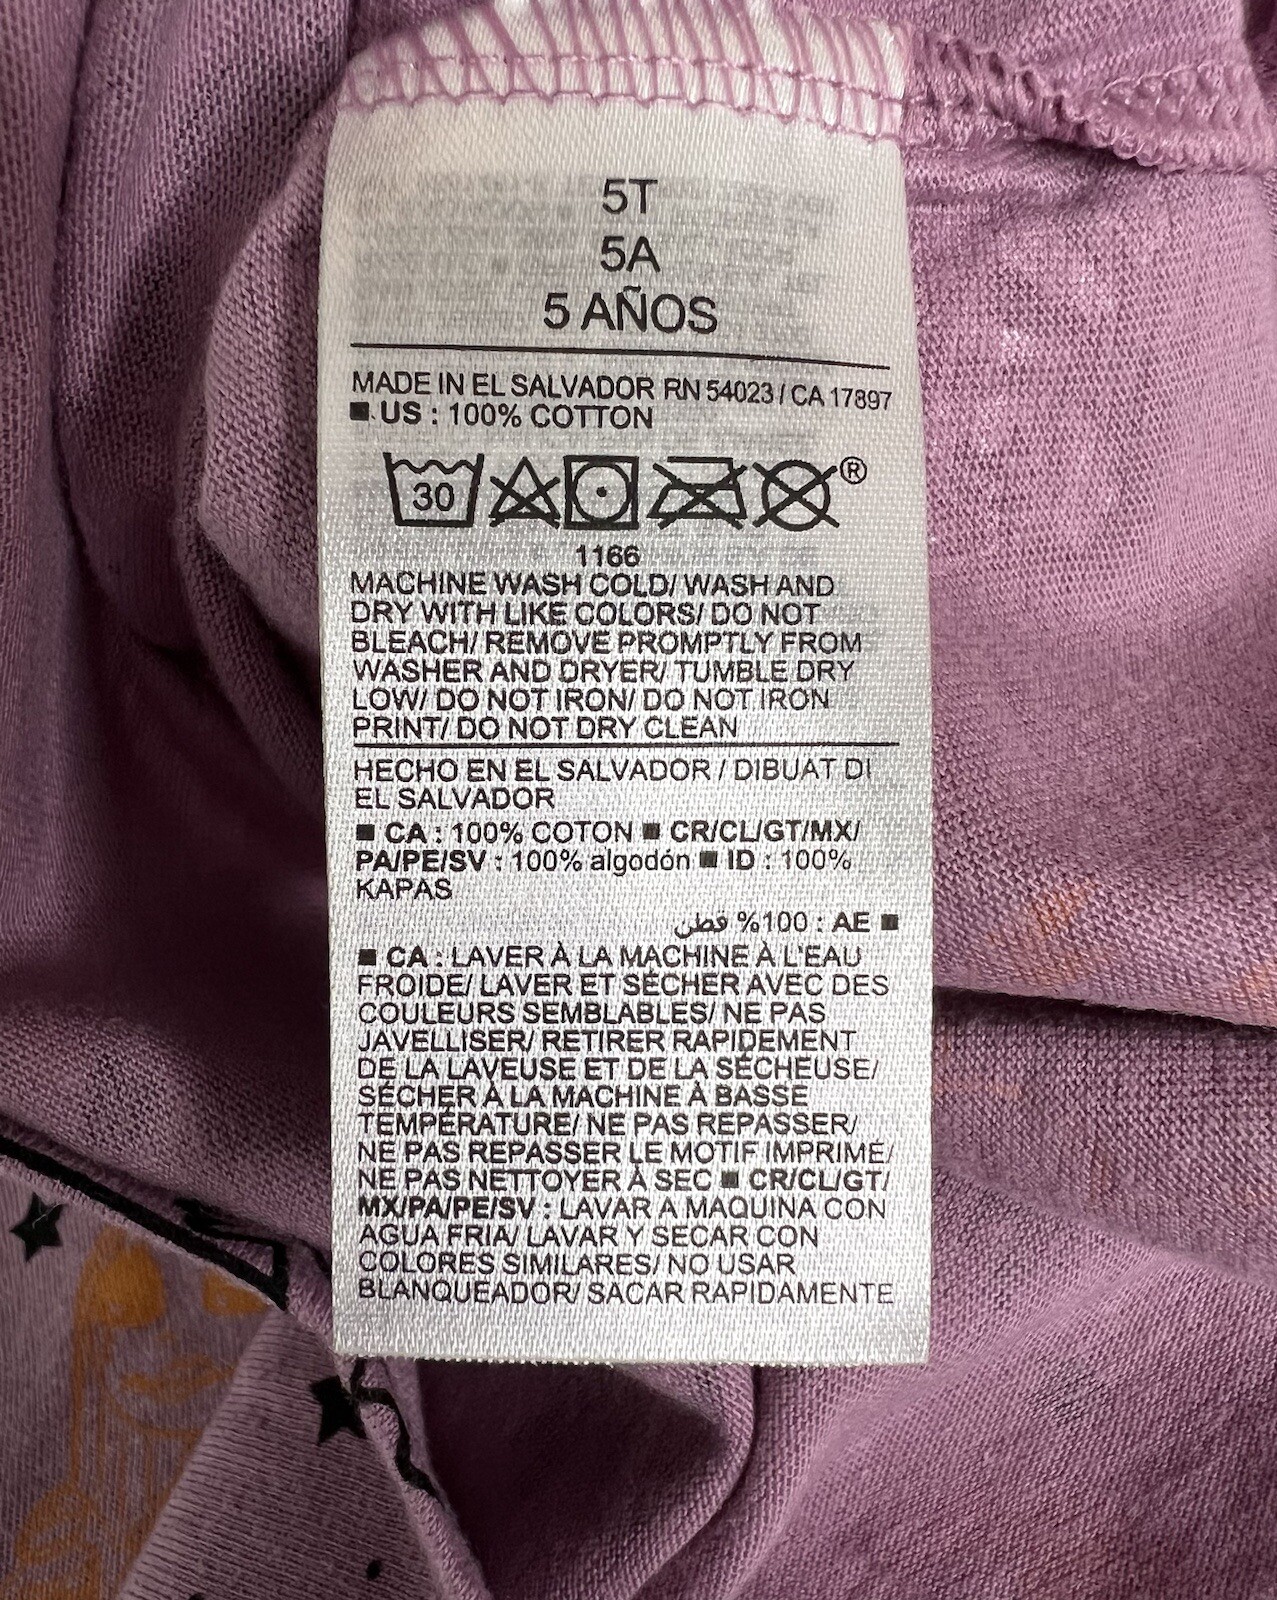 5T
5A
5 AÑOS
MADE IN EL SALVADOR RN 54023 / CA 17897
■ US : 100% COTTON
30 ®
1166
MACHINE WASH COLD/ WASH AND
DRY WITH LIKE COLORS/ DO NOT
BLEACH/ REMOVE PROMPTLY FROM
WASHER AND DRYER/ TUMBLE DRY
LOW/ DO NOT IRON/ DO NOT IRON
PRINT/ DO NOT DRY CLEAN
HECHO EN EL SALVADOR / DIBUAT DI
EL SALVADOR
■ CA : 100% COTON ■ CR/CL/GT/MX/
PA/PE/SV : 100% algodón ■ ID : 100%
KAPAS
■ AE : 100% قطن
■ CA : LAVER À LA MACHINE À L'EAU
FROIDE/ LAVER ET SÉCHER AVEC DES
COULEURS SEMBLABLES/ NE PAS
JAVELLISER/ RETIRER RAPIDEMENT
DE LA LAVEUSE ET DE LA SÉCHEUSE/
SÉCHER À LA MACHINE À BASSE
TEMPÉRATURE/ NE PAS REPASSER/
NE PAS REPASSER LE MOTIF IMPRIMÉ/
NE PAS NETTOYER À SEC ■ CR/CL/GT/
MX/PA/PE/SV : LAVAR A MAQUINA CON
AGUA FRIA/ LAVAR Y SECAR CON
COLORES SIMILARES/ NO USAR
BLANQUEADOR/ SACAR RAPIDAMENTE